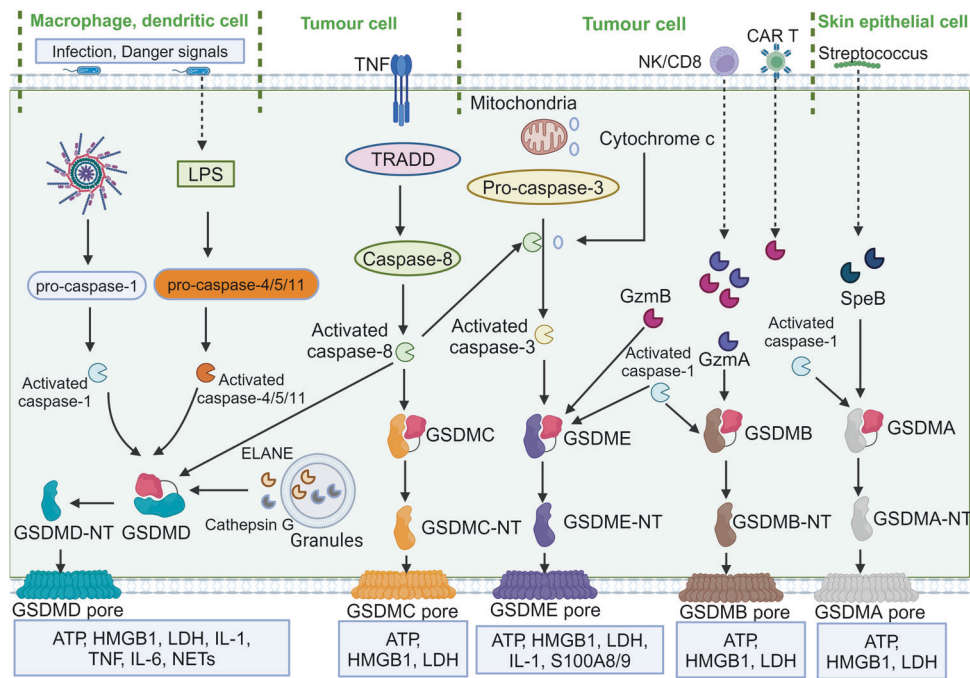 Macrophage, dendritic cell
Infection, Danger signals
Tumour cell
TNF
Tumour cell
NK/CD8
CAR T
Skin epithelial cell
Streptococcus
LPS
TRADD
Mitochondria
Cytochrome c
Pro-caspase-3
pro-caspase-1
pro-caspase-4/5/11
Caspase-8
GzmB
SpeB
Activated
caspase-1
Activated
caspase-4/5/11
Activated
caspase-8
Activated
caspase-3
Activated
caspase-1
GzmA
Activated
caspase-1
GSDMC
GSDME
GSDMB
GSDMA
ELANE
Cathepsin G
Granules
GSDMD-NT
GSDMD
GSDMC-NT
GSDME-NT
GSDMB-NT
GSDMA-NT
GSDMD pore
GSDMC pore
GSDME pore
GSDMB pore
GSDMA pore
ATP, HMGB1, LDH, IL-1,
TNF, IL-6, NETs
ATP,
HMGB1, LDH
ATP, HMGB1, LDH,
IL-1, S100A8/9
ATP,
HMGB1, LDH
ATP,
HMGB1, LDH